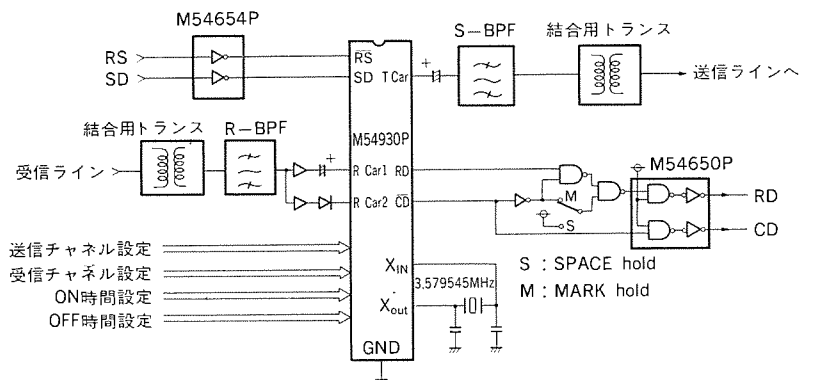 M54654P
RS
SD
RS
SD
T Car
S-BPF
結合用トランス
送信ラインへ
結合用トランス
R-BPF
受信ライン
M54930P
R Car1
RD
R Car2
CD
M
S
M54650P
RD
CD
送信チャネル設定
受信チャネル設定
ON時間設定
OFF時間設定
XIN
3.579545MHz
Xout
GND
S : SPACE hold
M : MARK hold